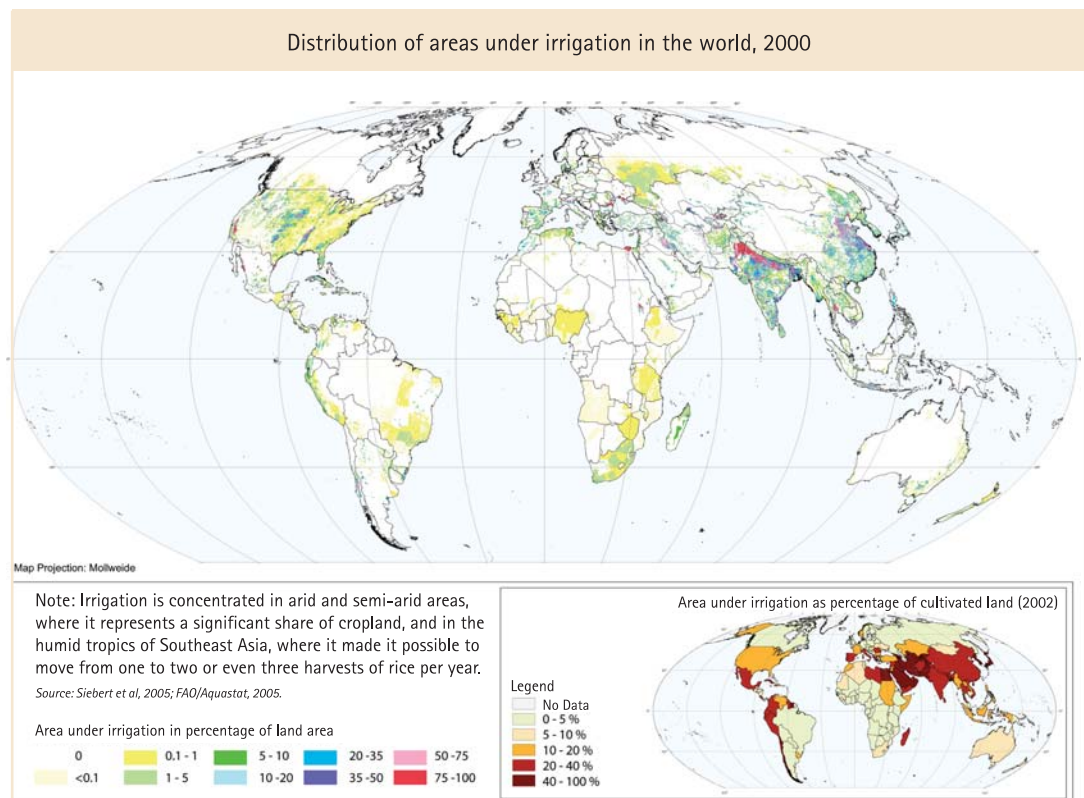 Distribution of areas under irrigation in the world, 2000
Map Projection: Mollweide
Note: Irrigation is concentrated in arid and semi-arid areas,
where it represents a significant share of cropland, and in the
humid tropics of Southeast Asia, where it made it possible to
move from one to two or even three harvests of rice per year.
Source: Siebert et al, 2005; FAO/Aquastat, 2005.
Area under irrigation in percentage of land area
0
0.1 - 1
5 - 10
20 -35
50 -75
<0.1
1 - 5
10 -20
35 -50
75 -100
Area under irrigation as percentage of cultivated land (2002)
Legend
No Data
0 - 5 %
5 - 10 %
10 - 20 %
20 - 40 %
40 - 100 %